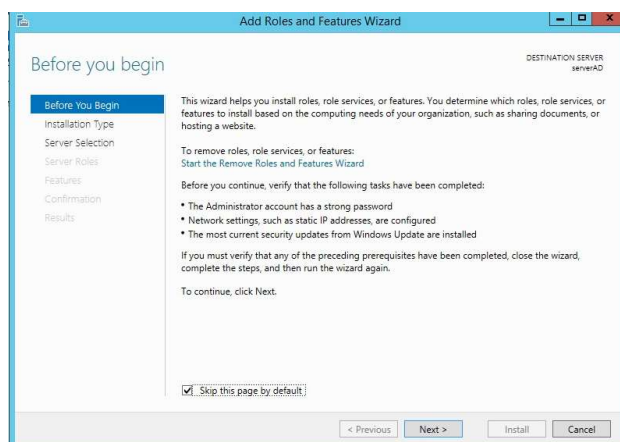 Add Roles and Features Wizard
Before you begin
DESTINATION SERVER
serverAD
Before You Begin
Installation Type
Server Selection
Server Roles
Features
Confirmation
Results
This wizard helps you install roles, role services, or features. You determine which roles, role services, or
features to install based on the computing needs of your organization, such as sharing documents, or
hosting a website.
To remove roles, role services, or features:
Start the Remove Roles and Features Wizard
Before you continue, verify that the following tasks have been completed:
• The Administrator account has a strong password
• Network settings, such as static IP addresses, are configured
• The most current security updates from Windows Update are installed
If you must verify that any of the preceding prerequisites have been completed, close the wizard,
complete the steps, and then run the wizard again.
To continue, click Next.
Skip this page by default
< Previous
Next >
Install
Cancel